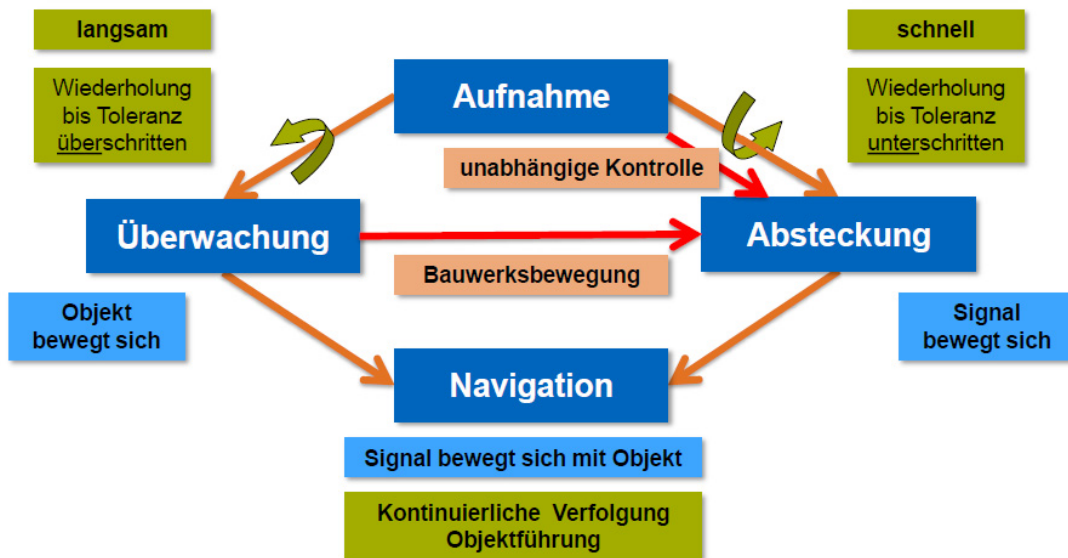 langsam
schnell
Wiederholung
bis Toleranz
überschritten
Aufnahme
Wiederholung
bis Toleranz
unterschritten
unabhängige Kontrolle
Überwachung
Absteckung
Bauwerksbewegung
Objekt
bewegt sich
Signal
bewegt sich
Navigation
Signal bewegt sich mit Objekt
Kontinuierliche Verfolgung
Objektführung